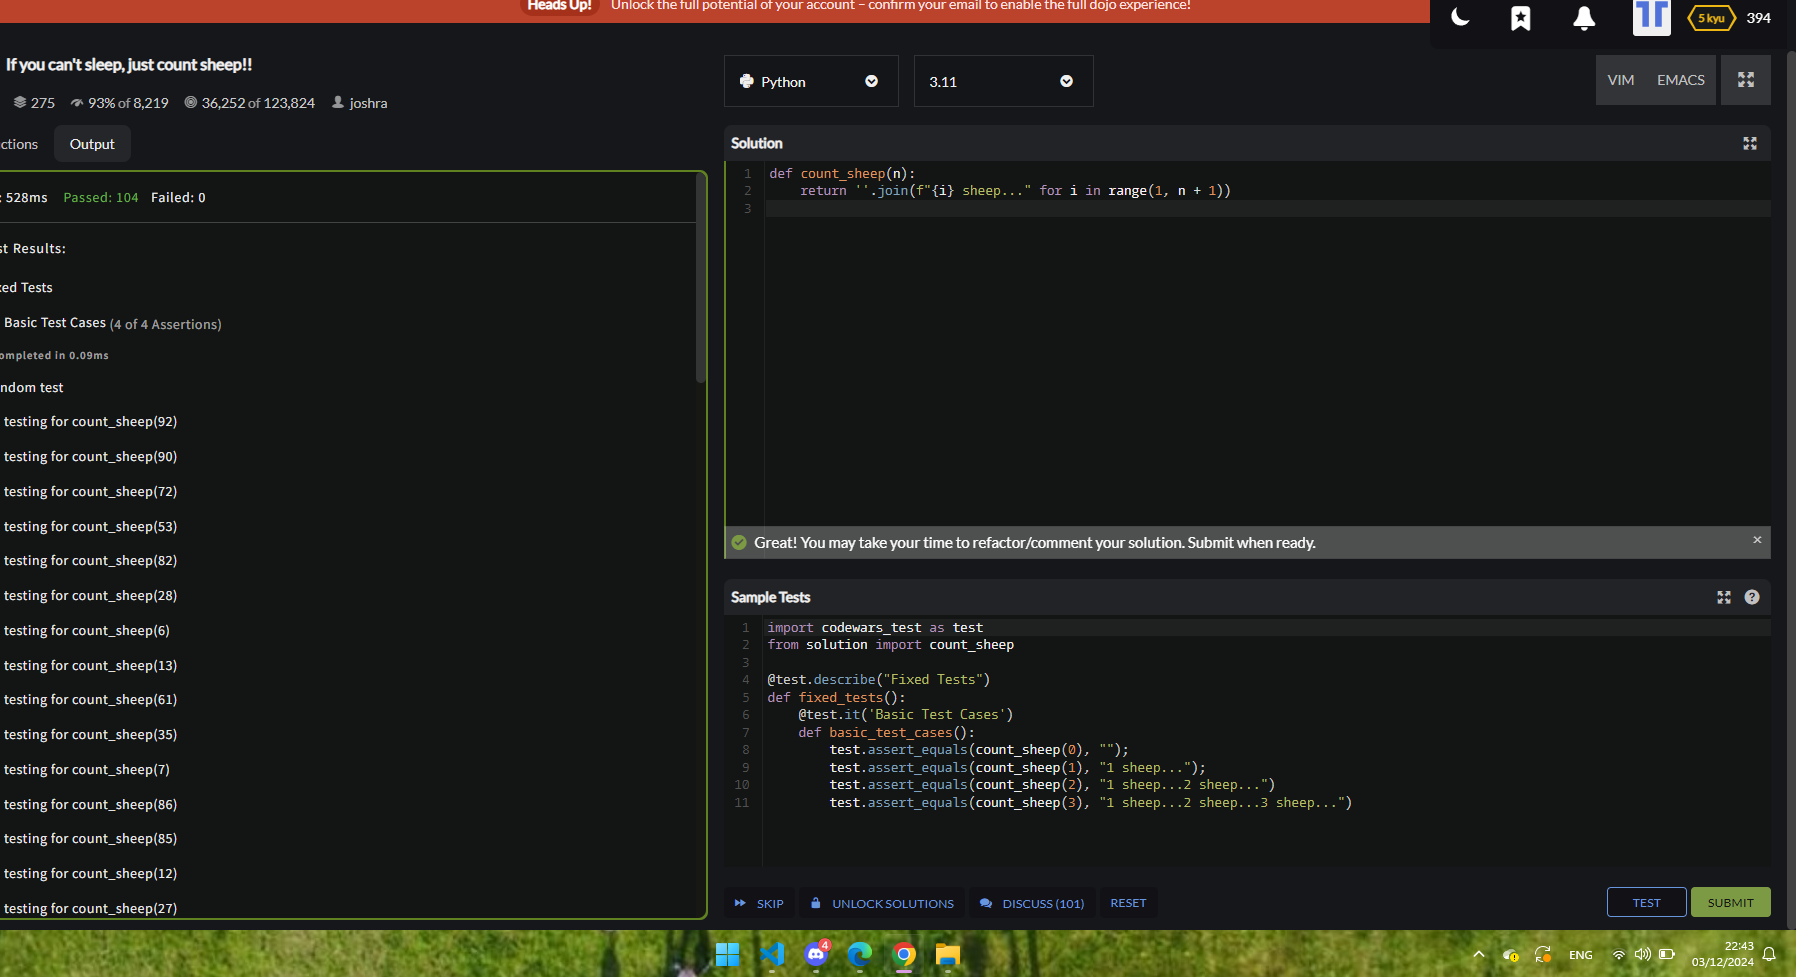 Heads Up! Unlock the full potential of your account – confirm your email to enable the full dojo experience!
5 kyu 394
If you can't sleep, just count sheep!!
275 93% of 8,219 36,252 of 123,824 joshra
Python 3.11 VIM EMACS
ctions Output
: 528ms Passed: 104 Failed: 0
st Results:
ed Tests
Basic Test Cases (4 of 4 Assertions)
ompleted in 0.09ms
ndom test
testing for count_sheep(92)
testing for count_sheep(90)
testing for count_sheep(72)
testing for count_sheep(53)
testing for count_sheep(82)
testing for count_sheep(28)
testing for count_sheep(6)
testing for count_sheep(13)
testing for count_sheep(61)
testing for count_sheep(35)
testing for count_sheep(7)
testing for count_sheep(86)
testing for count_sheep(85)
testing for count_sheep(12)
testing for count_sheep(27)
Solution
1 def count_sheep(n):
2     return ''.join(f"{i} sheep..." for i in range(1, n + 1))
3
Great! You may take your time to refactor/comment your solution. Submit when ready.
Sample Tests
1 import codewars_test as test
2 from solution import count_sheep
3
4 @test.describe("Fixed Tests")
5 def fixed_tests():
6     @test.it('Basic Test Cases')
7     def basic_test_cases():
8         test.assert_equals(count_sheep(0), "");
9         test.assert_equals(count_sheep(1), "1 sheep...");
10         test.assert_equals(count_sheep(2), "1 sheep...2 sheep...")
11         test.assert_equals(count_sheep(3), "1 sheep...2 sheep...3 sheep...")
SKIP UNLOCK SOLUTIONS DISCUSS (101) RESET TEST SUBMIT
4
ENG
22:43
03/12/2024